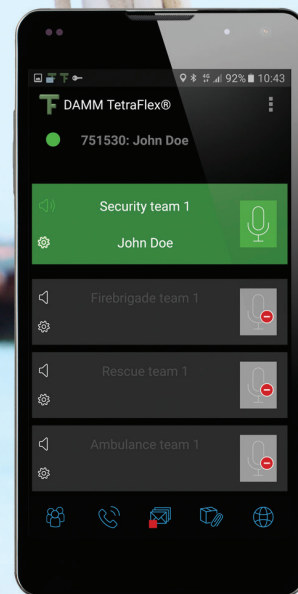 92% 10:43
DAMM TetraFlex®
751530: John Doe
Security team 1
John Doe
Firebrigade team 1
Rescue team 1
Ambulance team 1